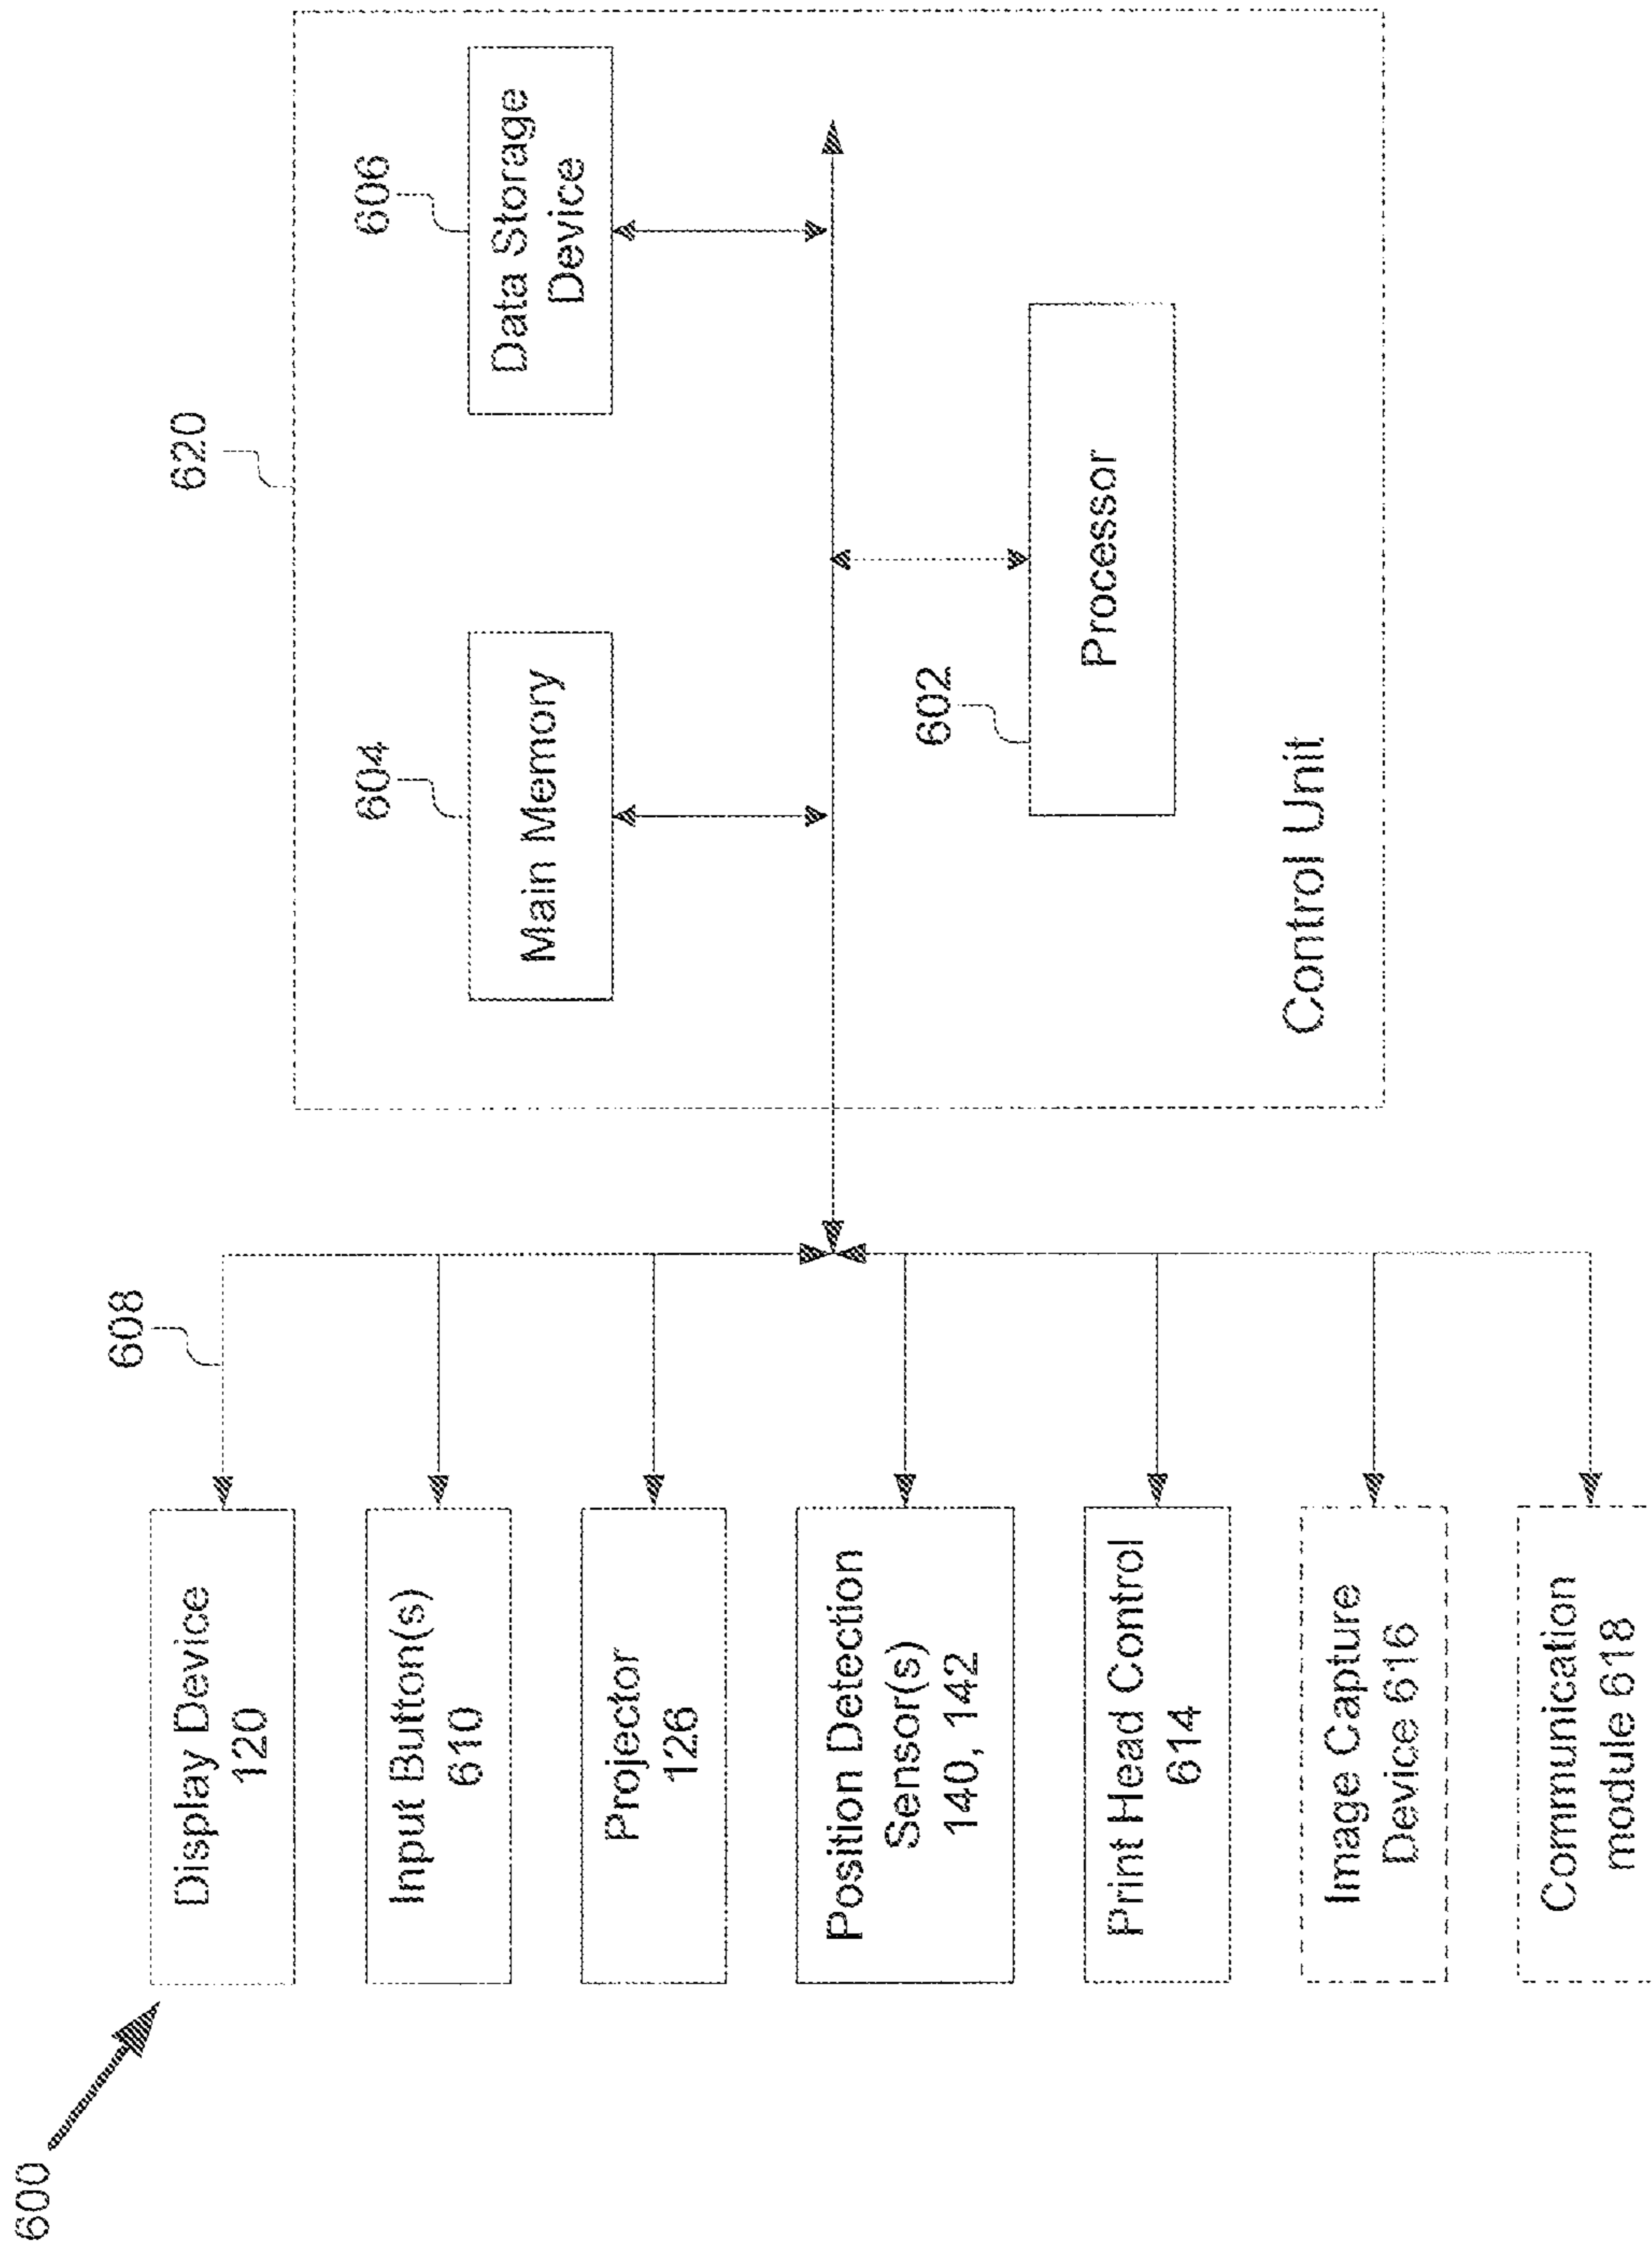 600
620
604
Main Memory
606
Data Storage
Device
602
Processor
Control Unit
608
Display Device
120
Input Button(s)
610
Projector
126
Position Detection
Sensor(s)
140, 142
Print Head Control
614
Image Capture
Device 616
Communication
module 618